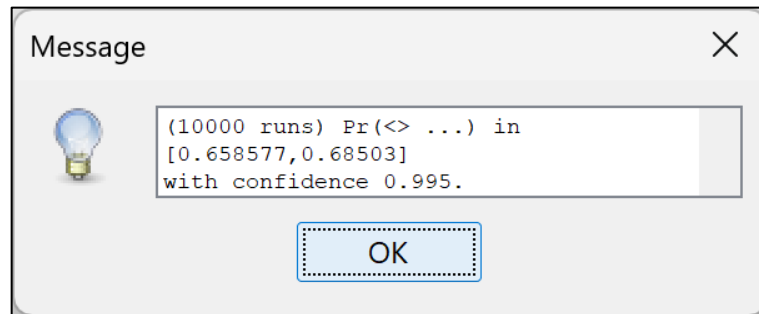 Message
(10000 runs) Pr(<> ...) in
[0.658577,0.68503]
with confidence 0.995.
OK